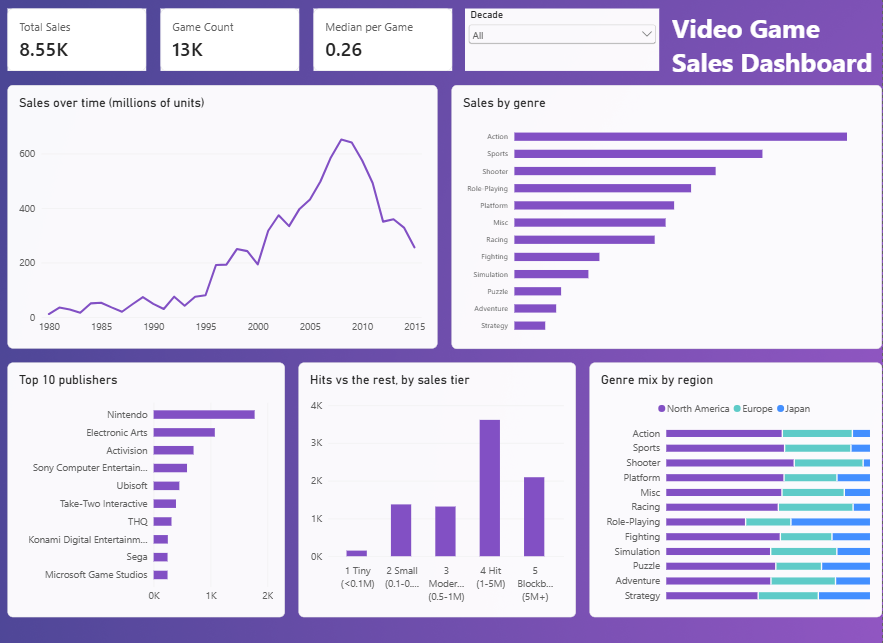 Total Sales
8.55K
Game Count
13K
Median per Game
0.26
Decade
All
Video Game
Sales Dashboard
Sales over time (millions of units)
600
400
200
0
1980 1985 1990 1995 2000 2005 2010 2015
Sales by genre
Action
Sports
Shooter
Role-Playing
Platform
Misc
Racing
Fighting
Simulation
Puzzle
Adventure
Strategy
Top 10 publishers
Nintendo
Electronic Arts
Activision
Sony Computer Entertain...
Ubisoft
Take-Two Interactive
THQ
Konami Digital Entertainm...
Sega
Microsoft Game Studios
0K 1K 2K
Hits vs the rest, by sales tier
4K
3K
2K
1K
0K
1 Tiny 2 Small 3 4 Hit 5
(<0.1M) (0.1-0.... Moder... (1-5M) Blockb...
(0.5-1M) (5M+)
Genre mix by region
North America Europe Japan
Action
Sports
Shooter
Platform
Misc
Racing
Role-Playing
Fighting
Simulation
Puzzle
Adventure
Strategy